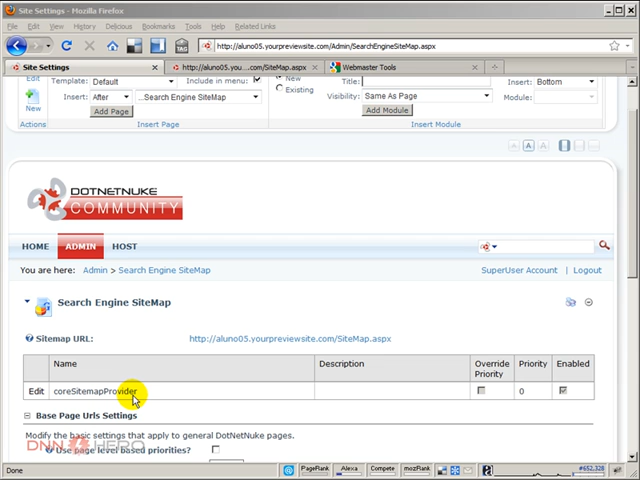 Site Settings - Mozilla Firefox
File Edit View History Delicious Bookmarks Tools Help Related Links
http://aluno05.yourpreviewsite.com/Admin/SearchEngineSiteMap.aspx
Site Settings http://aluno05.you.....com/SiteMap.aspx Webmaster Tools
Edit Template: Default Include in menu: New Title: Insert: Bottom
Existing Visibility: Same As Page Module:
Insert: After ...Search Engine SiteMap
New Add Page Add Module
Actions Insert Page Insert Module
A A A
DOTNETNUKE
COMMUNITY
HOME ADMIN HOST
You are here: Admin > Search Engine SiteMap SuperUser Account | Logout
Search Engine SiteMap
Sitemap URL: http://aluno05.yourpreviewsite.com/SiteMap.aspx
Name Description Override Priority Priority Enabled
Edit coreSitemapProvider 0
Base Page Urls Settings
Modify the basic settings that apply to general DotNetNuke pages.
DNN HERO
Use page level based priorities?
Done PageRank Alexa Compete mozRank #652,328